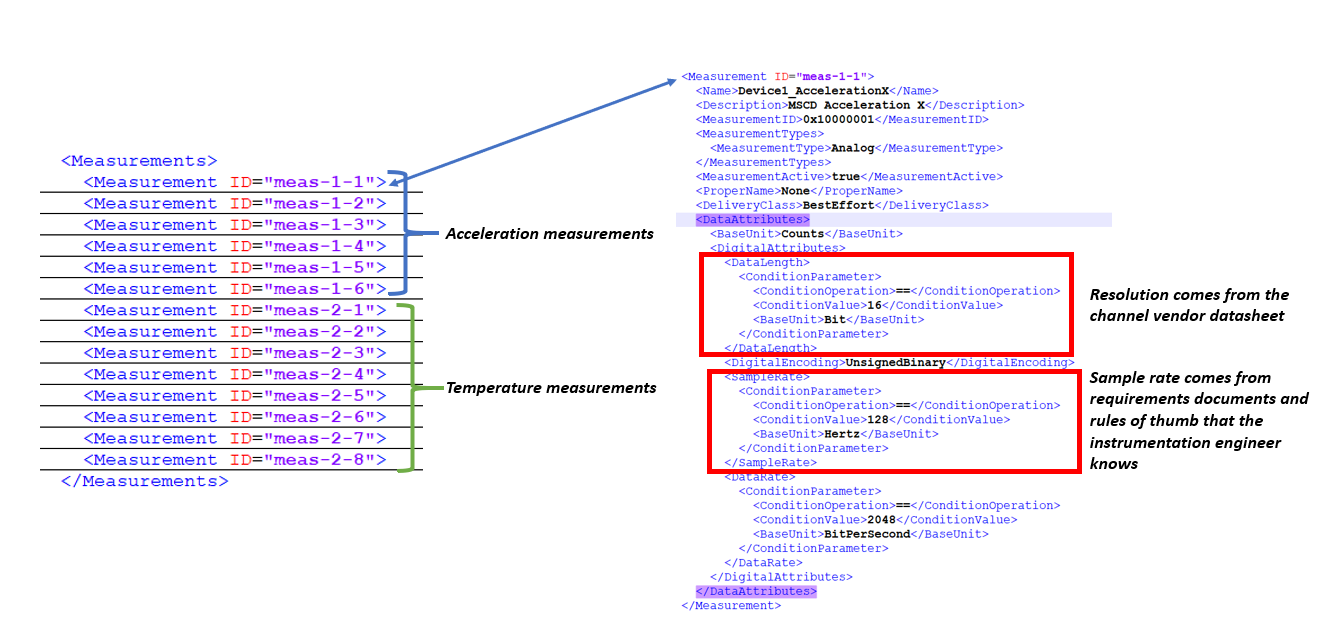 <Measurements>
<Measurement ID="meas-1-1">
<Measurement ID="meas-1-2">
<Measurement ID="meas-1-3">
<Measurement ID="meas-1-4">
<Measurement ID="meas-1-5">
<Measurement ID="meas-1-6">
<Measurement ID="meas-2-1">
<Measurement ID="meas-2-2">
<Measurement ID="meas-2-3">
<Measurement ID="meas-2-4">
<Measurement ID="meas-2-5">
<Measurement ID="meas-2-6">
<Measurement ID="meas-2-7">
<Measurement ID="meas-2-8">
</Measurements>
Acceleration measurements
Temperature measurements
<Measurement ID="meas-1-1">
<Name>Device1_AccelerationX</Name>
<Description>MSCD Acceleration X</Description>
<MeasurementID>0x10000001</MeasurementID>
<MeasurementTypes>
<MeasurementType>Analog</MeasurementType>
</MeasurementTypes>
<MeasurementActive>true</MeasurementActive>
<ProperName>None</ProperName>
<DeliveryClass>BestEffort</DeliveryClass>
<DataAttributes>
<BaseUnit>Counts</BaseUnit>
<DigitalAttributes>
<DataLength>
<ConditionParameter>
<ConditionOperation>==</ConditionOperation>
<ConditionValue>16</ConditionValue>
<BaseUnit>Bit</BaseUnit>
</ConditionParameter>
</DataLength>
<DigitalEncoding>UnsignedBinary</DigitalEncoding>
<SampleRate>
<ConditionParameter>
<ConditionOperation>==</ConditionOperation>
<ConditionValue>128</ConditionValue>
<BaseUnit>Hertz</BaseUnit>
</ConditionParameter>
</SampleRate>
<DataRate>
<ConditionParameter>
<ConditionOperation>==</ConditionOperation>
<ConditionValue>2048</ConditionValue>
<BaseUnit>BitPerSecond</BaseUnit>
</ConditionParameter>
</DataRate>
</DigitalAttributes>
</DataAttributes>
</Measurement>
Resolution comes from the
channel vendor datasheet
Sample rate comes from
requirements documents and
rules of thumb that the
instrumentation engineer
knows